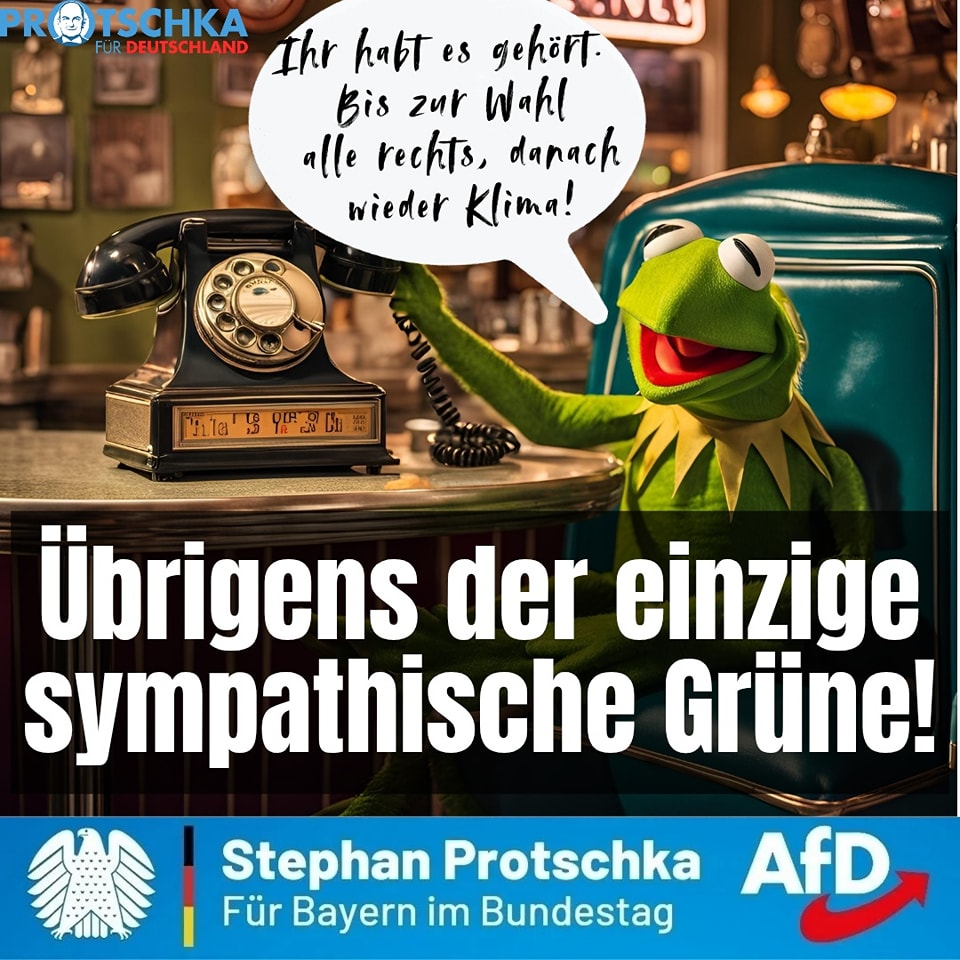 PROTSCHKA
FÜR DEUTSCHLAND
Ihr habt es gehört.
Bis zur Wahl
alle rechts, danach
wieder Klima!
Übrigens der einzige
sympathische Grüne!
Stephan Protschka
Für Bayern im Bundestag
AfD